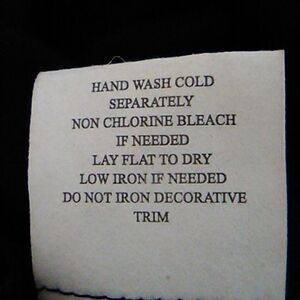 HAND WASH COLD
SEPARATELY
NON CHLORINE BLEACH
IF NEEDED
LAY FLAT TO DRY
LOW IRON IF NEEDED
DO NOT IRON DECORATIVE
TRIM